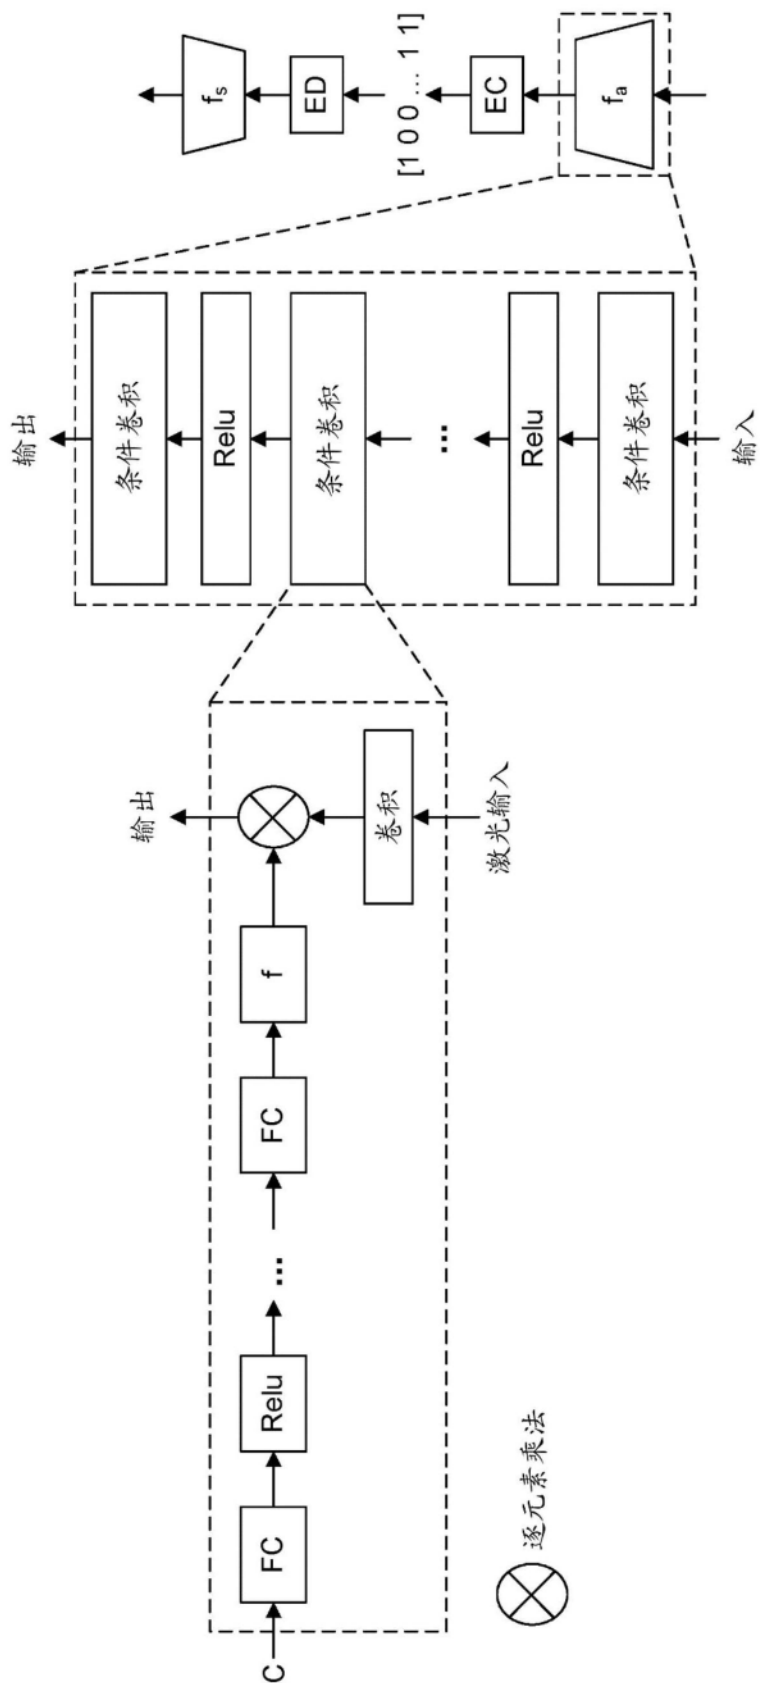 C
FC
Relu
...
FC
f
输出
卷积
激光输入
逐元素乘法
输出
条件卷积
Relu
条件卷积
...
Relu
条件卷积
输入
fs
ED
[1 0 0 ... 1 1]
EC
fa